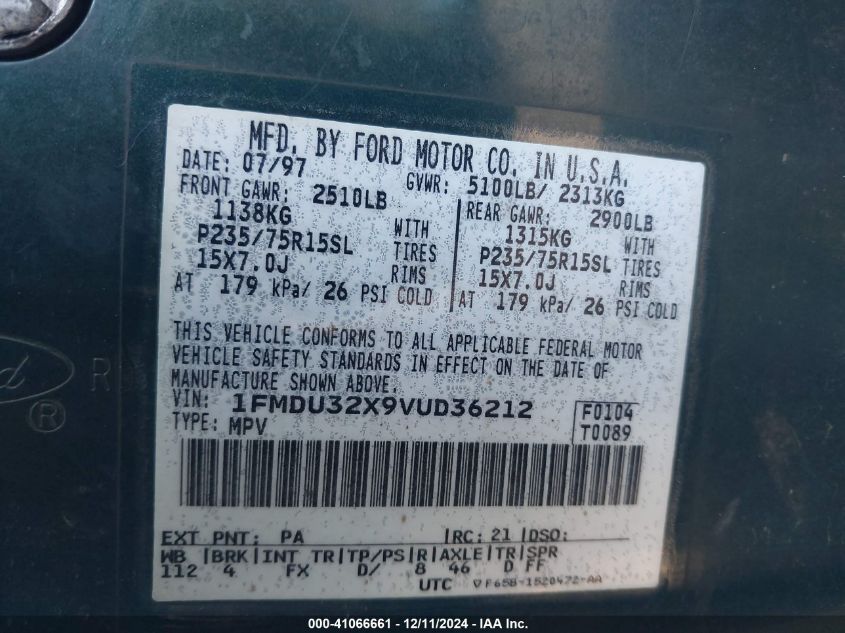 MFD. BY FORD MOTOR CO. IN U.S.A.
DATE: 07/97 GVWR: 5100LB/ 2313KG
FRONT GAWR: 2510LB REAR GAWR: 2900LB
1138KG WITH 1315KG WITH
P235/75R15SL TIRES P235/75R15SL TIRES
15X7.0J RIMS 15X7.0J RIMS
AT 179 kPa/ 26 PSI COLD AT 179 kPa/ 26 PSI COLD
THIS VEHICLE CONFORMS TO ALL APPLICABLE FEDERAL MOTOR
VEHICLE SAFETY STANDARDS IN EFFECT ON THE DATE OF
MANUFACTURE SHOWN ABOVE.
VIN: 1FMDU32X9VUD36212 F0104
TYPE: MPV T0089
EXT PNT: PA RC: 21 DSO:
WB BRK INT TR TP/PS R AXLE TR SPR
112 4 FX D/ 8 46 D FF
UTC F65B-1520472-AA
®
000-41066661 - 12/11/2024 - IAA Inc.